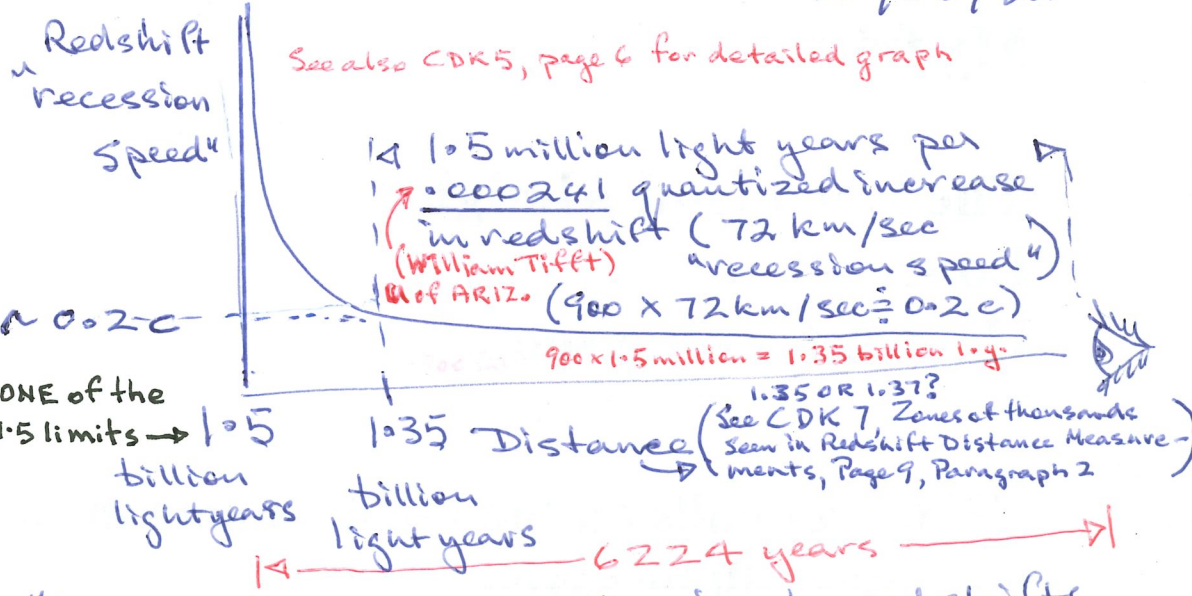 Redshift
"recession
speed"
See also CDK5, page 6 for detailed graph
1.5 million light years per
.000241 quantized increase
in redshift (72 km/sec
"recession speed")
(William Tifft)
U of ARIZ.
(900 x 72 km/sec ≐ 0.2c)
~ 0.2c
900 x 1.5 million = 1.35 billion l.y.
1.35 OR 1.37?
ONE of the
1.5 limits → 1.5
billion
lightyears
1.35
billion
light years
Distance
(See CDK 7, Zones of thousands
seen in Redshift Distance Measure-
ments, Page 9, Paragraph 2)
6224 years